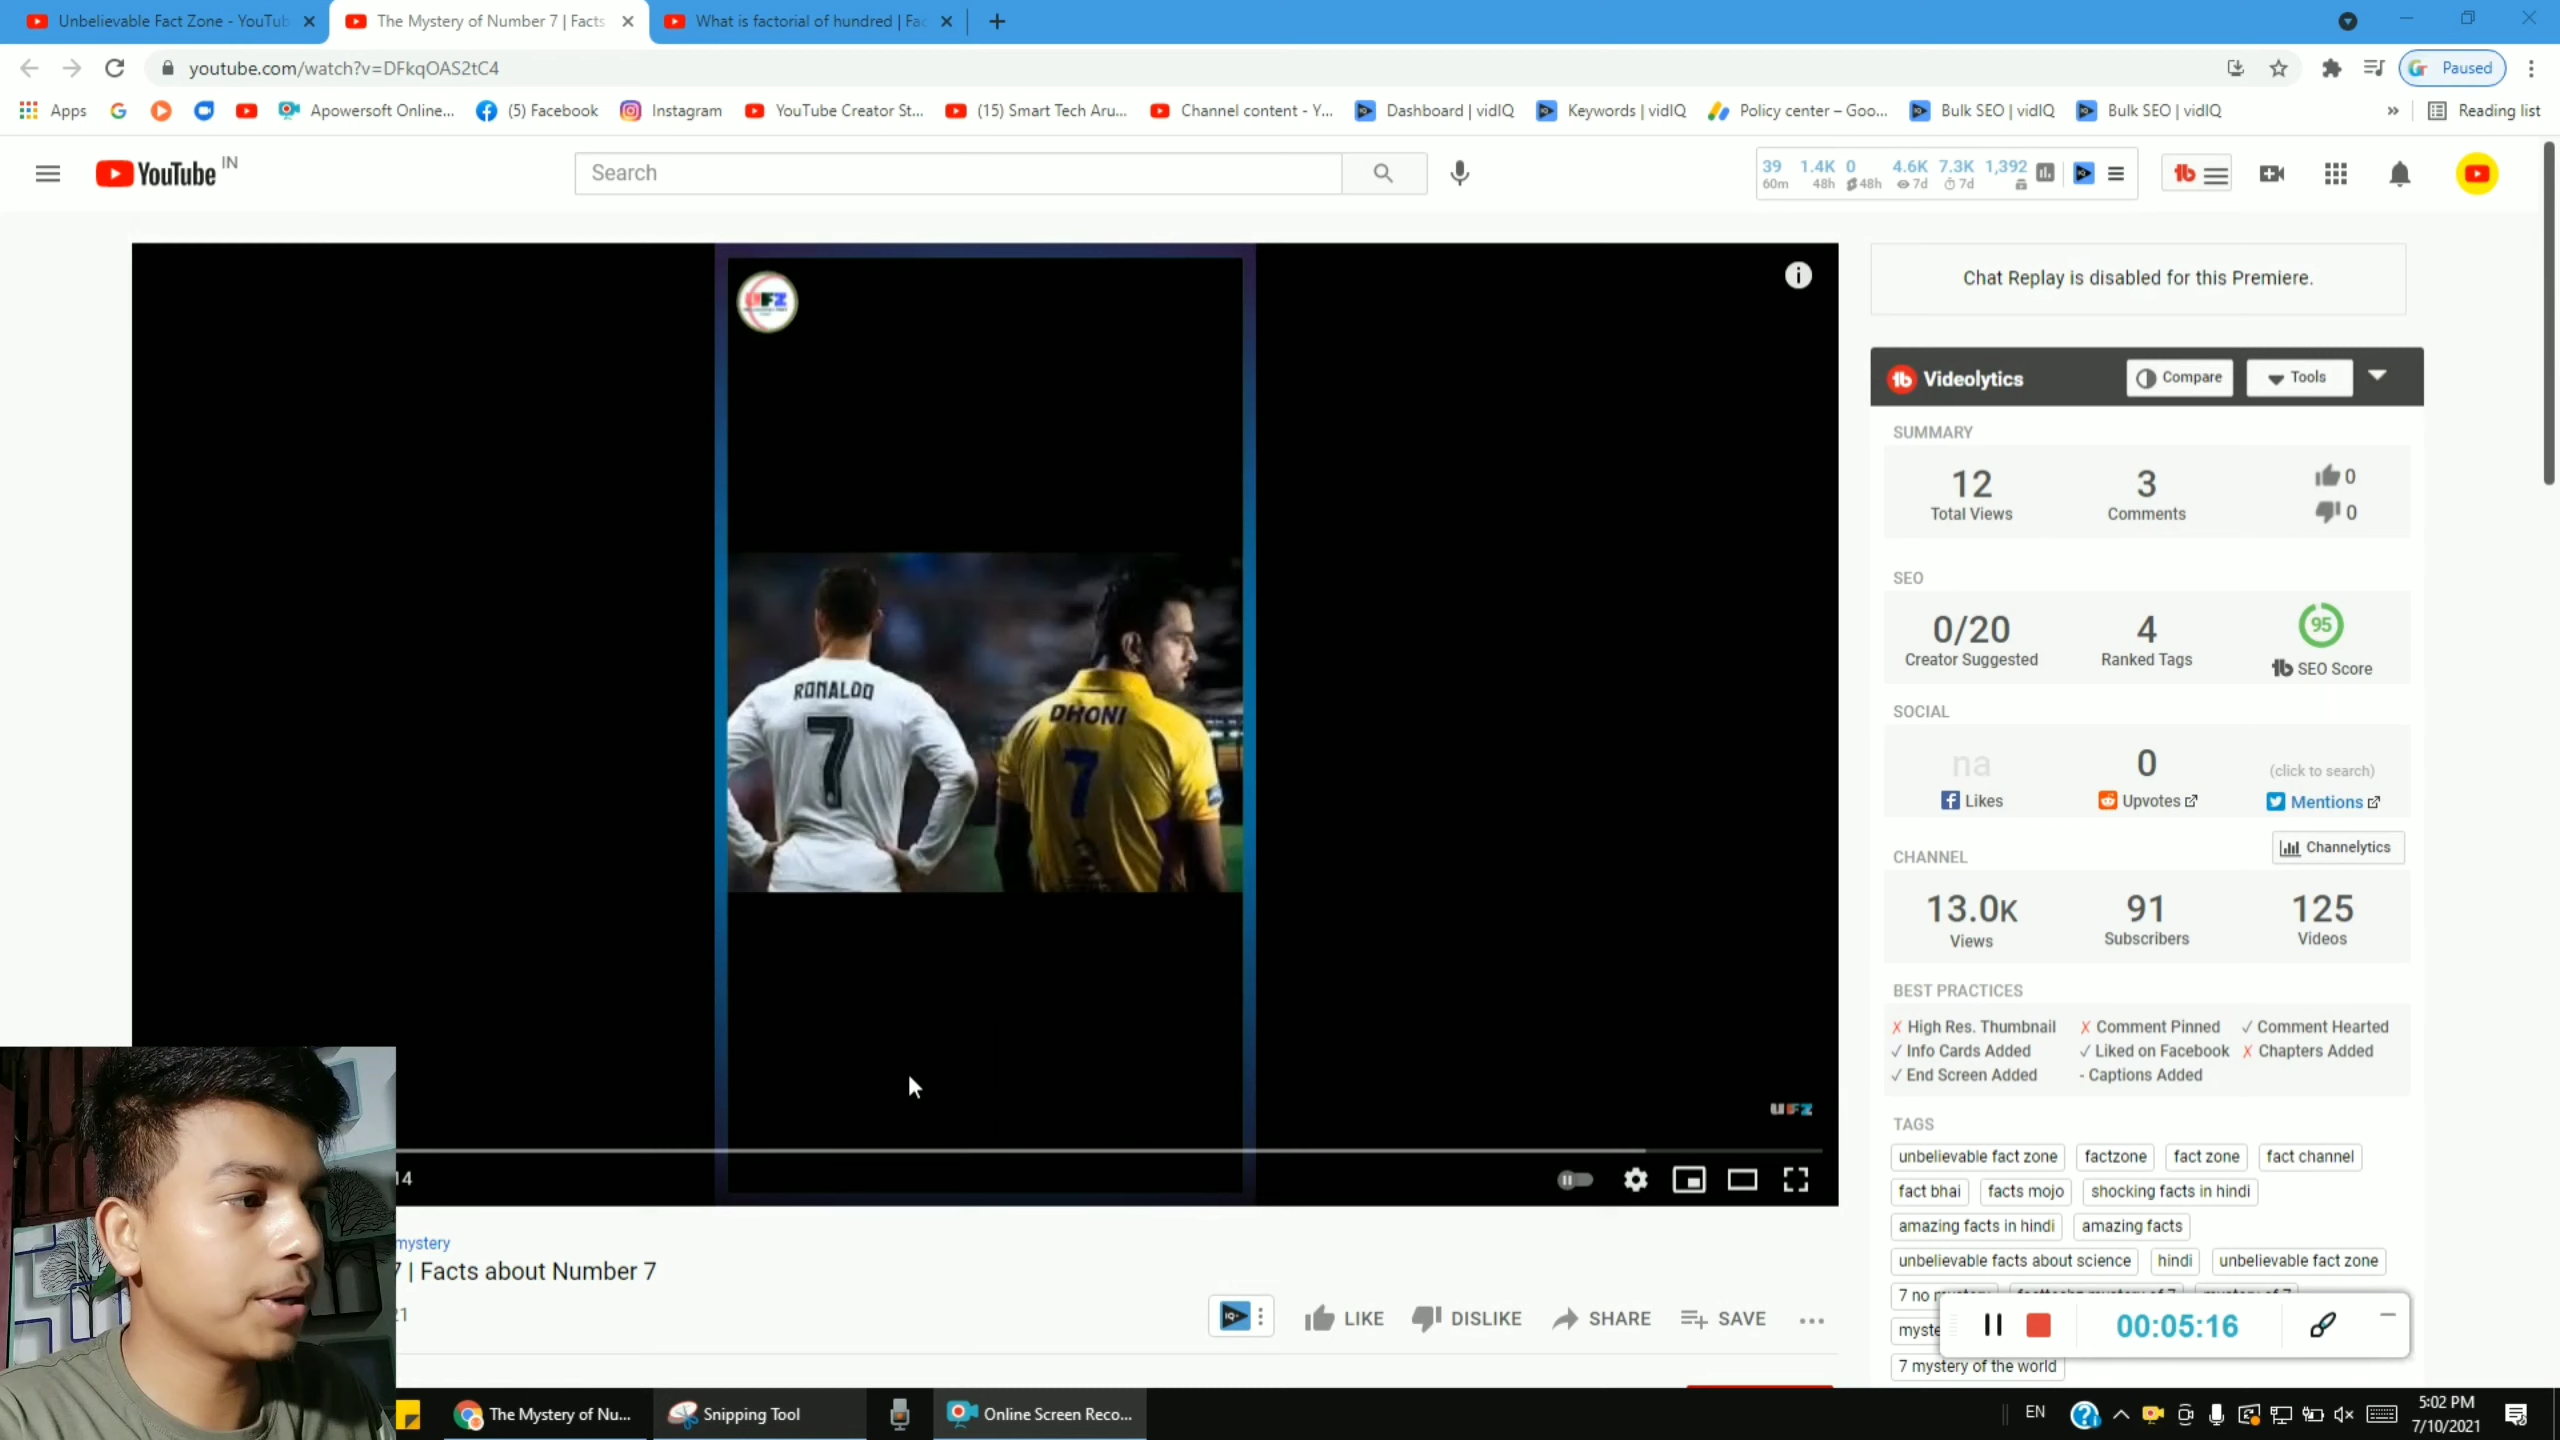 Unbelievable Fact Zone - YouTub
The Mystery of Number 7 | Facts
What is factorial of hundred | Fac
youtube.com/watch?v=DFkqOAS2tC4
Paused
Apps
Apowersoft Online...
(5) Facebook
Instagram
YouTube Creator St...
(15) Smart Tech Aru...
Channel content - Y...
Dashboard | vidIQ
Keywords | vidIQ
Policy center – Goo...
Bulk SEO | vidIQ
Bulk SEO | vidIQ
Reading list
YouTube IN
Search
39 1.4K 0 4.6K 7.3K 1,392
60m 48h 48h 7d 7d
UFZ
RONALDO
7
DHONI
7
UFZ
14
mystery
7 | Facts about Number 7
21
LIKE
DISLIKE
SHARE
SAVE
Chat Replay is disabled for this Premiere.
Videolytics
Compare
Tools
SUMMARY
12 3 0
Total Views Comments 0
SEO
0/20 4 95
Creator Suggested Ranked Tags SEO Score
SOCIAL
na 0 (click to search)
Likes Upvotes Mentions
CHANNEL Channelytics
13.0K 91 125
Views Subscribers Videos
BEST PRACTICES
High Res. Thumbnail Comment Pinned Comment Hearted
Info Cards Added Liked on Facebook Chapters Added
End Screen Added - Captions Added
TAGS
unbelievable fact zone factzone fact zone fact channel
fact bhai facts mojo shocking facts in hindi
amazing facts in hindi amazing facts
unbelievable facts about science hindi unbelievable fact zone
7 no
myste
7 mystery of the world
00:05:16
The Mystery of Nu...
Snipping Tool
Online Screen Reco...
EN
5:02 PM
7/10/2021